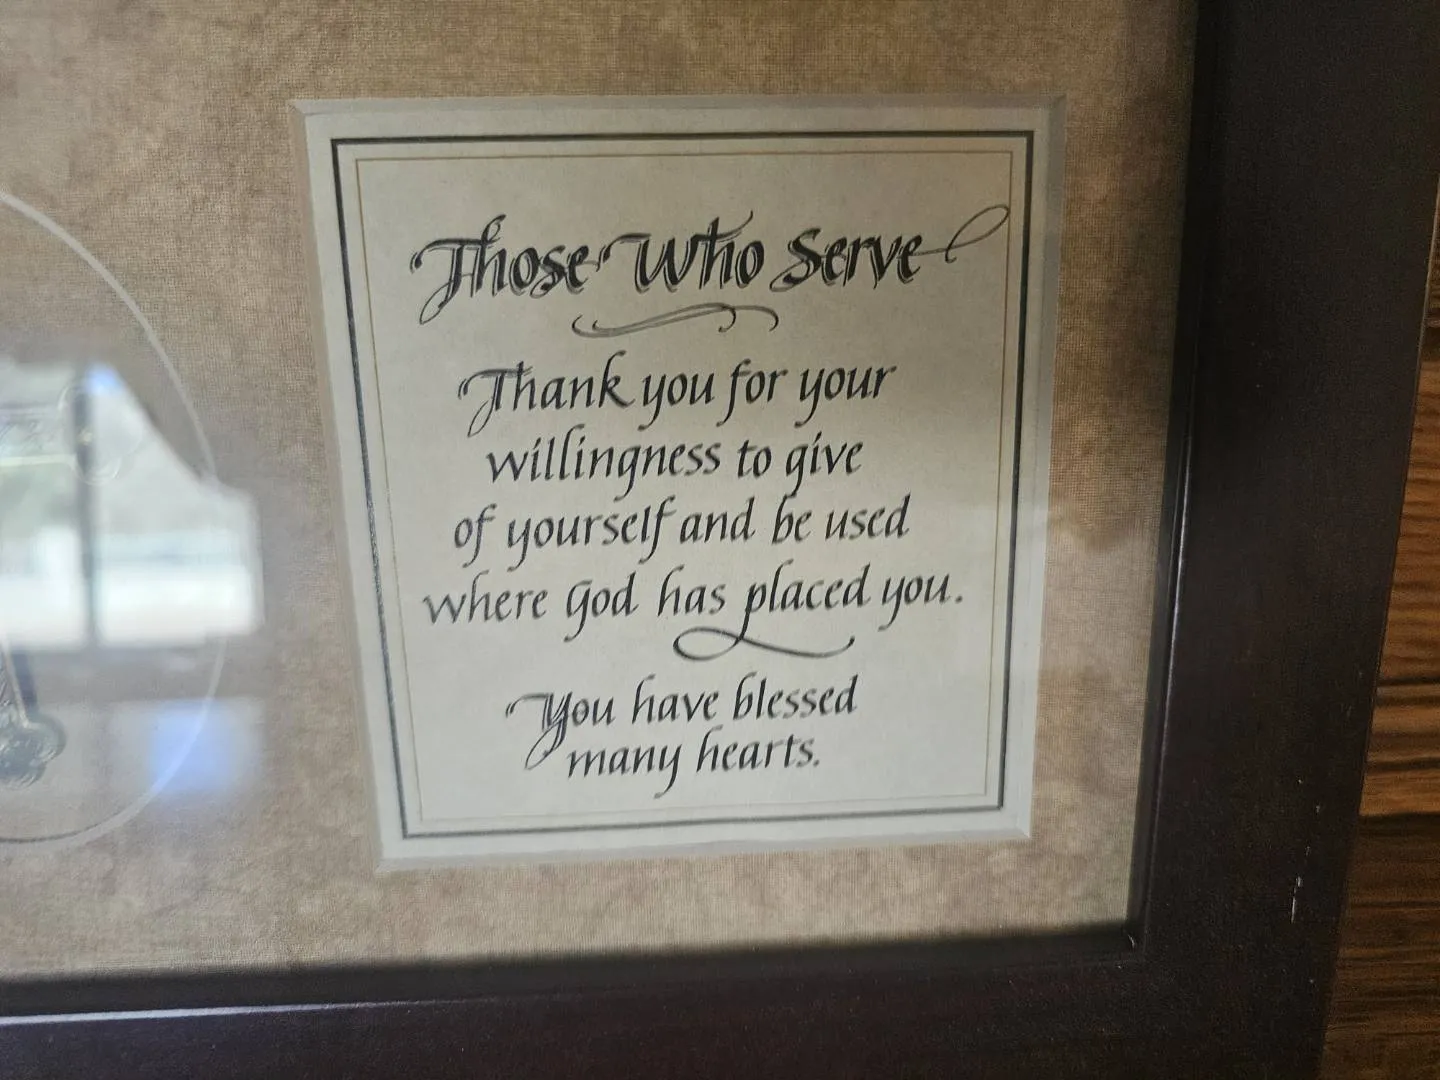 Those Who Serve
Thank you for your
willingness to give
of yourself and be used
where God has placed you.
You have blessed
many hearts.